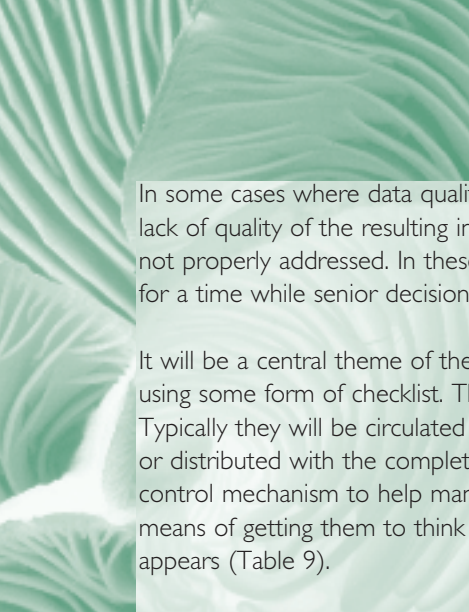 In some cases where data quali
lack of quality of the resulting
not properly addressed. In these
for a time while senior decision
It will be a central theme of the
using some form of checklist. Th
Typically they will be circulated
or distributed with the complet
control mechanism to help mar
means of getting them to think
appears (Table 9).